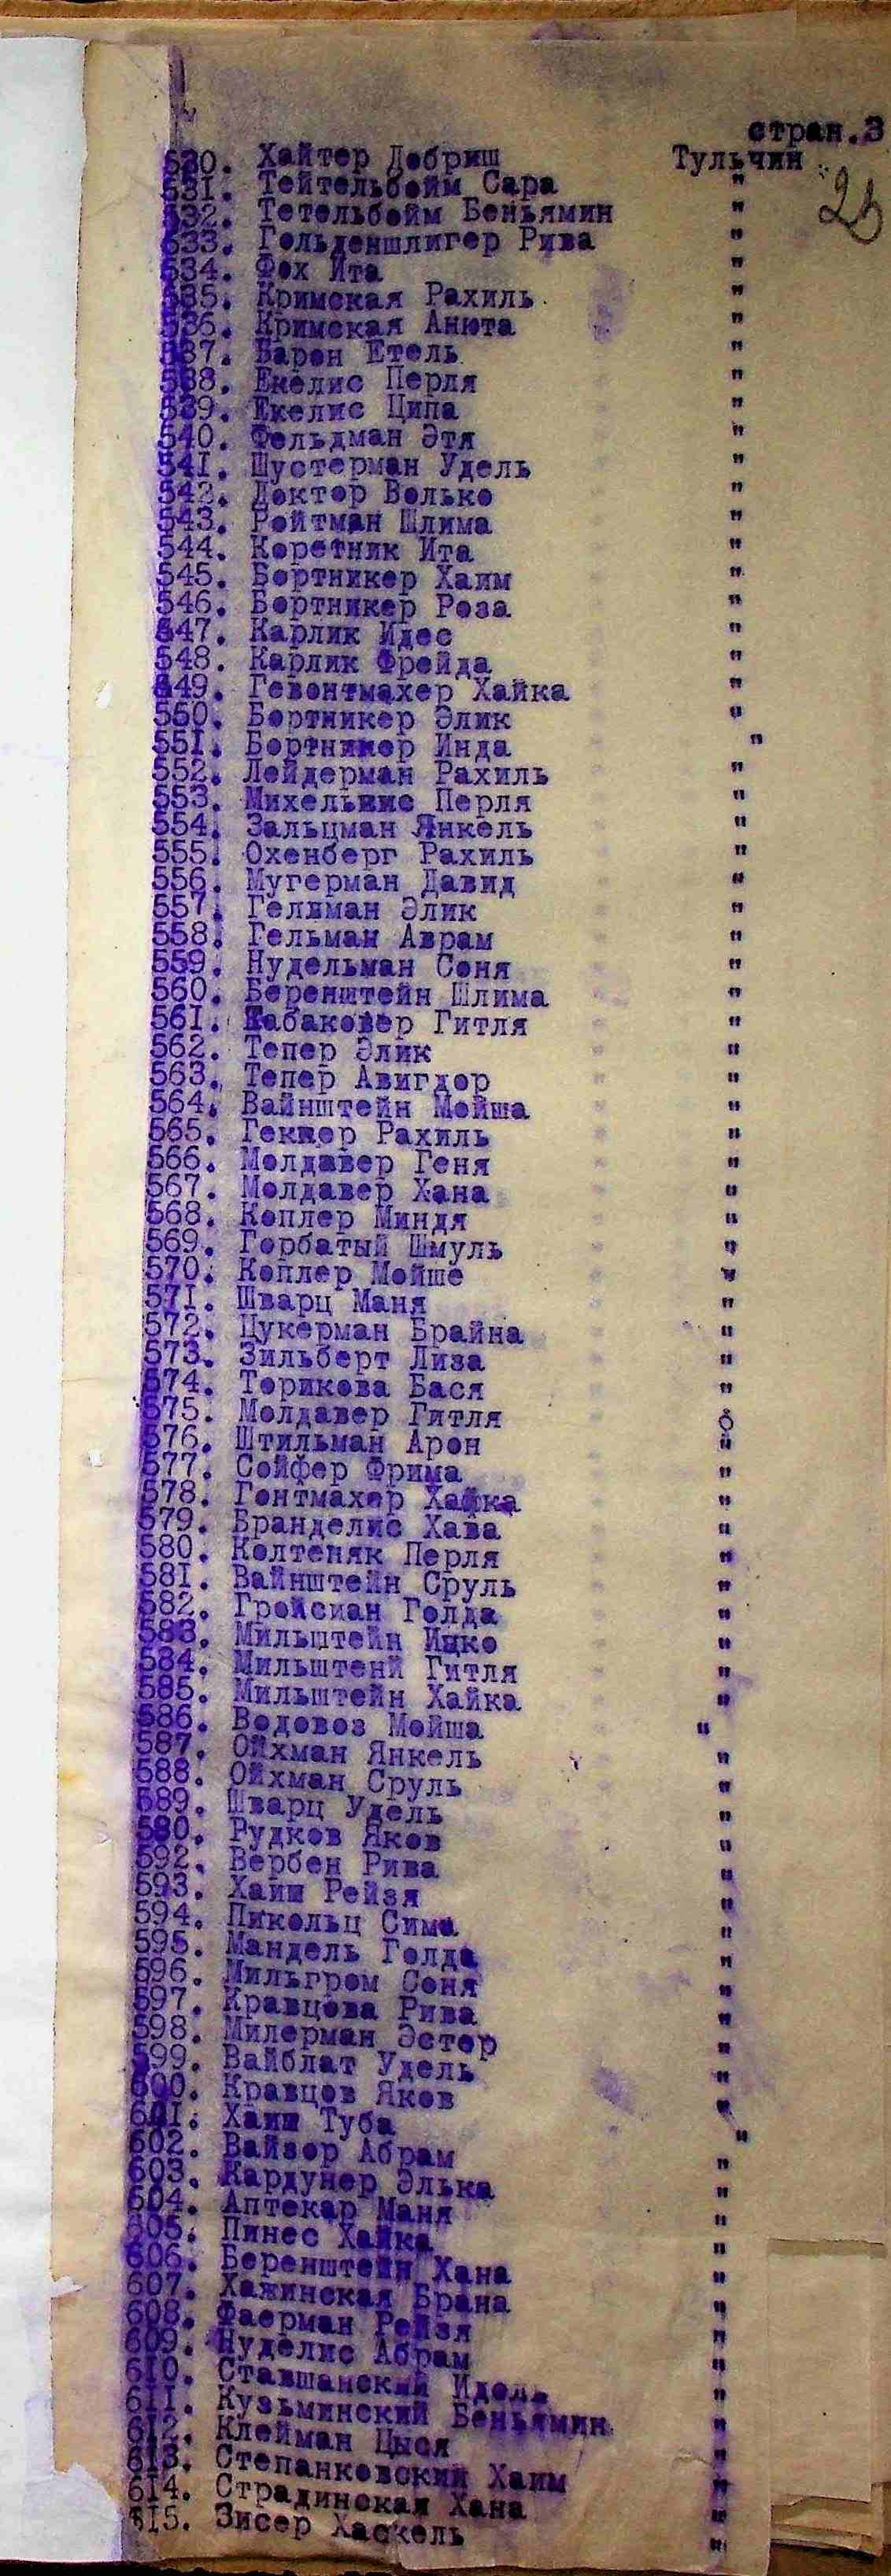 стран.3
530. Хайтер Добриш Тульчин
531. Тейтельбойм Сара "
532. Тетельбойм Беньямин "
533. Гольденшлигер Рива "
534. Фох Ита "
535. Кримская Рахиль "
536. Кримская Анюта "
537. Барон Етель "
538. Екелис Перля "
539. Екелис Ципа "
540. Фельдман Этя "
541. Шустерман Удель "
542. Доктор Волько "
543. Ройтман Шлима "
544. Коретник Ита "
545. Бортникер Хаим "
546. Бортникер Роза "
547. Карлик Идес "
548. Карлик Фрейда "
549. Гевонтмахер Хайка "
550. Бортникер Элик "
551. Бортникер Инда "
552. Лейдерман Рахиль "
553. Перля "
554. Зальцман Янкель "
555. Охенберг Рахиль "
556. Мугерман Давид "
557. Гелвман Элик "
558. Гельман Аврам "
559. Нудельман Соня "
560. Беренштейн Шлима "
561. Гитля "
562. Тепер Элик "
563. Тепер Авигдор "
564. Вайнштейн Мойша "
565. Рахиль "
566. Молдавер Геня "
567. Молдавер Хана "
568. Коплер Миндя "
569. Горбатый Шмуль "
570. Коплер Мойше "
571. Шварц Маня "
572. Цукерман Брайна "
573. Зильберт Лиза "
574. Торикова Бася "
575. Молдавер Гитля
576. Штильман Арон "
577. Сойфер Фрима "
578. Гонтмахер "
579. Бранделис Хава "
580. Колтеняк Перля "
581. Вайнштейн Сруль "
582. Голда "
583. Мильштейн Ицко "
584. Мильштенй Гитля "
585. Мильштейн Хайка "
586. Водовоз Мойша "
587. Ойхман Янкель "
588. Ойхман Сруль "
589. Шварц Удель "
580. Рудков Яков "
592. Вербен Рива "
593. Рейзя "
594. Пикольц Сима "
595. Мандель Голда "
596. Мильгром Соня "
597. Кравцова Рива "
598. Милерман Эстер "
599. Вайблат Удель "
600. Кравцов Яков "
601. Туба "
602. Вайзер Абрам "
603. Кардунер Элька "
604. Аптекар Маня "
605. Пинес Хайка "
606. Беренштейн Хана "
607. Хажинская Брана "
608. Фаерман Рейзя "
609. Нуделис Абрам "
610. Ставшанский "
611. Кузьминский Беньямин "
612. Клейман Цыся "
613. Степанковский Хаим "
614. Страдинская Хана "
615. Зисер Хаскель "